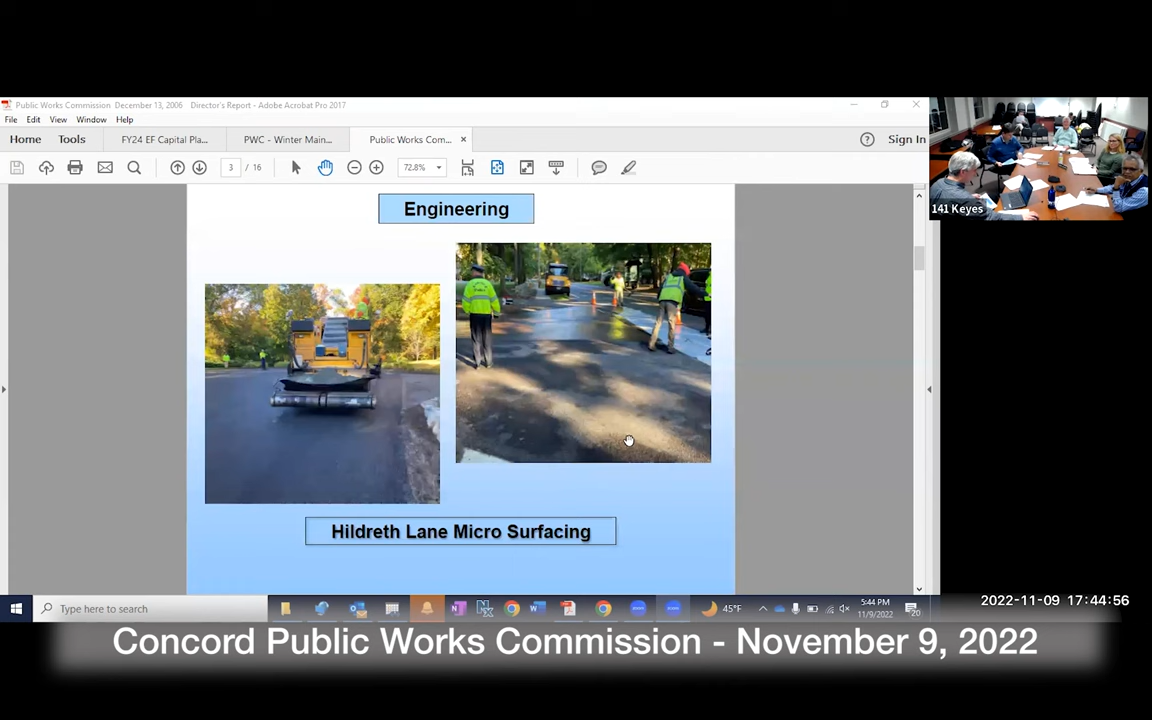 Public Works Commission December 13, 2006 Director's Report - Adobe Acrobat Pro 2017
File Edit View Window Help
Home Tools FY24 EF Capital Pla... PWC - Winter Main... Public Works Com... × ? Sign In
3 / 16 72.8%
Engineering
Hildreth Lane Micro Surfacing
141 Keyes
Type here to search
45°F
5:44 PM
11/9/2022
20
2022-11-09 17:44:56
Concord Public Works Commission - November 9, 2022